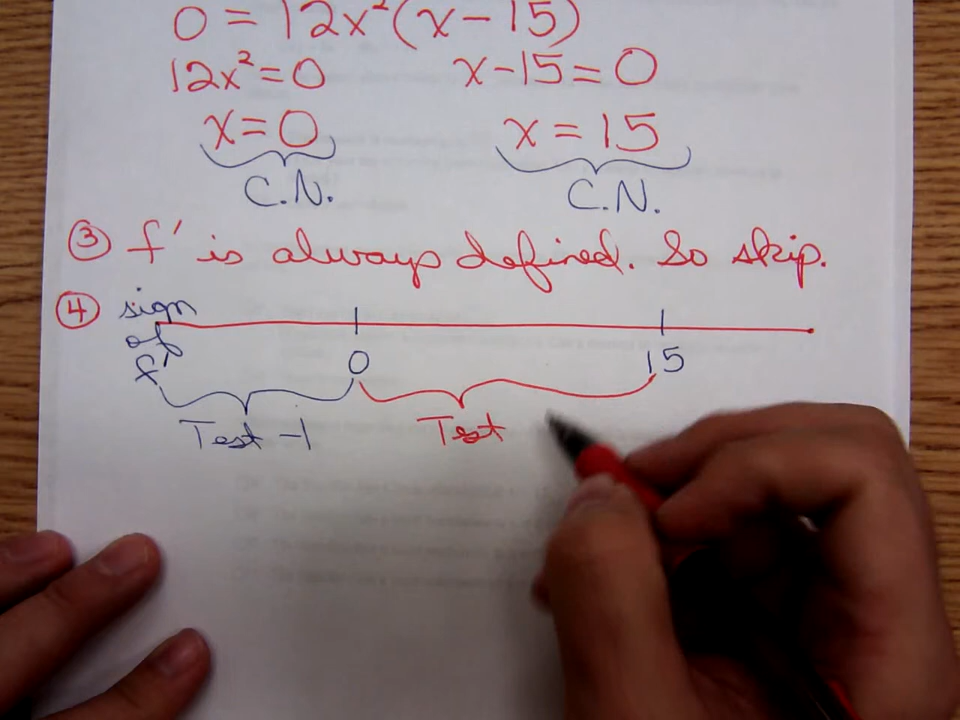 0 = 12x²(x - 15)
12x² = 0 x - 15 = 0
x = 0 x = 15
C.N. C.N.
③ f' is always defined. So skip.
④ sign of f'
0 15
Test -1 Test